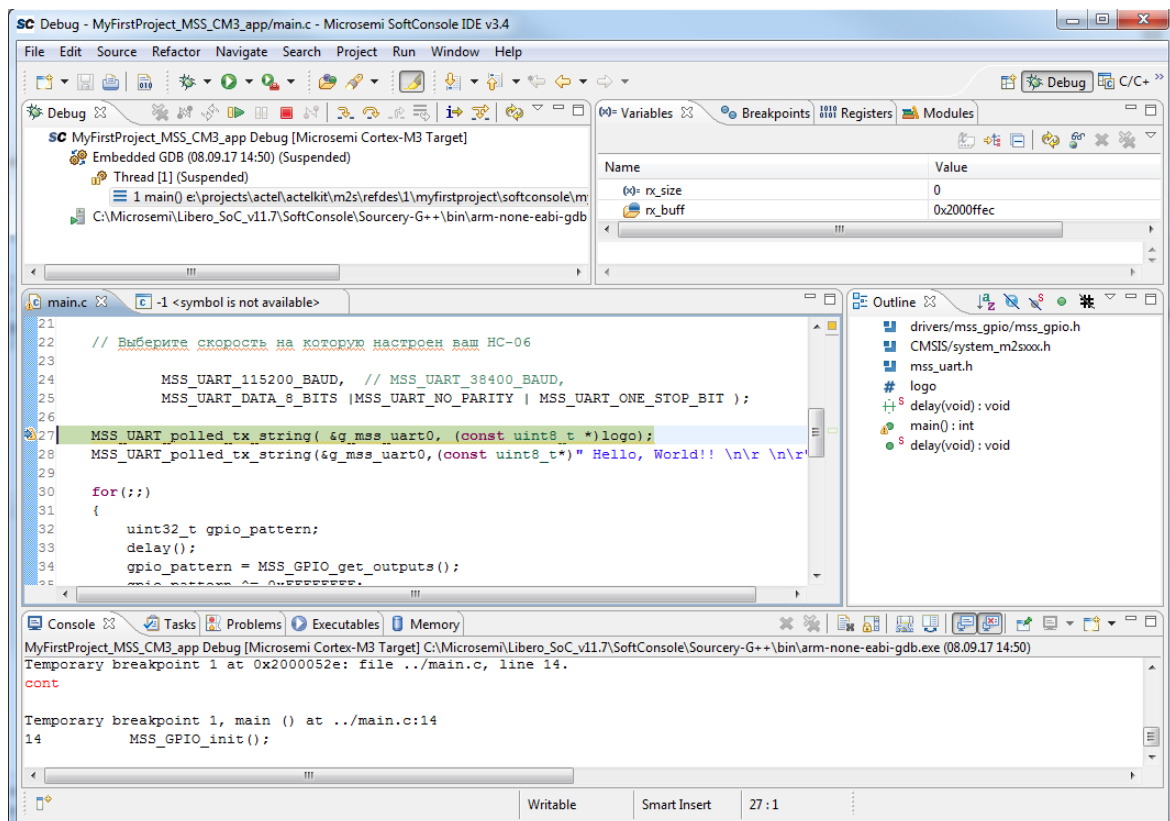 SC Debug - MyFirstProject_MSS_CM3_app/main.c - Microsemi SoftConsole IDE v3.4
File Edit Source Refactor Navigate Search Project Run Window Help
Debug C/C+ »
Debug
SC MyFirstProject_MSS_CM3_app Debug [Microsemi Cortex-M3 Target]
Embedded GDB (08.09.17 14:50) (Suspended)
Thread [1] (Suspended)
1 main() e:\projects\actel\actelkit\m2s\refdes\1\myfirstproject\softconsole\m
C:\Microsemi\Libero_SoC_v11.7\SoftConsole\Sourcery-G++\bin\arm-none-eabi-gdb
(x)= Variables Breakpoints 1010 Registers Modules
Name Value
(x)= rx_size 0
rx_buff 0x2000ffec
main.c -1 <symbol is not available>
21
22 // Выберите скорость на которую настроен ваш HC-06
23
24 MSS_UART_115200_BAUD, // MSS_UART_38400_BAUD,
25 MSS_UART_DATA_8_BITS |MSS_UART_NO_PARITY | MSS_UART_ONE_STOP_BIT );
26
27 MSS_UART_polled_tx_string( &g_mss_uart0, (const uint8_t *)logo);
28 MSS_UART_polled_tx_string(&g_mss_uart0,(const uint8_t*)" Hello, World!! \n\r \n\r"
29
30 for(;;)
31 {
32 uint32_t gpio_pattern;
33 delay();
34 gpio_pattern = MSS_GPIO_get_outputs();
35 gpio_pattern ^= 0xFFFFFFFF;
Outline
drivers/mss_gpio/mss_gpio.h
CMSIS/system_m2sxxx.h
mss_uart.h
# logo
S delay(void) : void
main() : int
S delay(void) : void
Console Tasks Problems Executables Memory
MyFirstProject_MSS_CM3_app Debug [Microsemi Cortex-M3 Target] C:\Microsemi\Libero_SoC_v11.7\SoftConsole\Sourcery-G++\bin\arm-none-eabi-gdb.exe (08.09.17 14:50)
Temporary breakpoint 1 at 0x2000052e: file ../main.c, line 14.
cont
Temporary breakpoint 1, main () at ../main.c:14
14 MSS_GPIO_init();
Writable Smart Insert 27 : 1